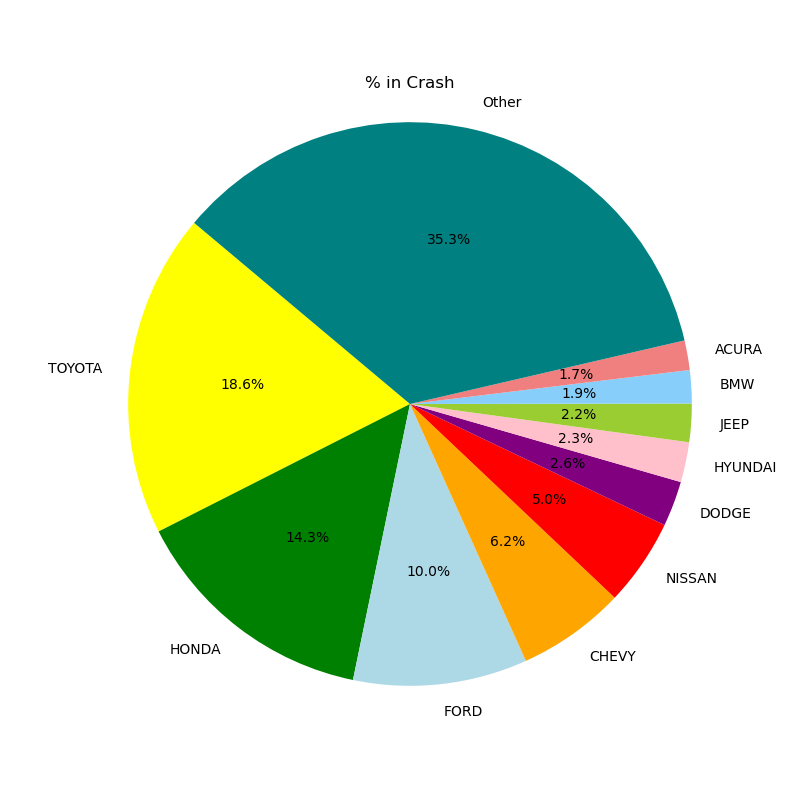 % in Crash
Other
35.3%
ACURA
1.7%
BMW
1.9%
JEEP
2.2%
HYUNDAI
2.3%
DODGE
2.6%
NISSAN
5.0%
CHEVY
6.2%
FORD
10.0%
HONDA
14.3%
TOYOTA
18.6%